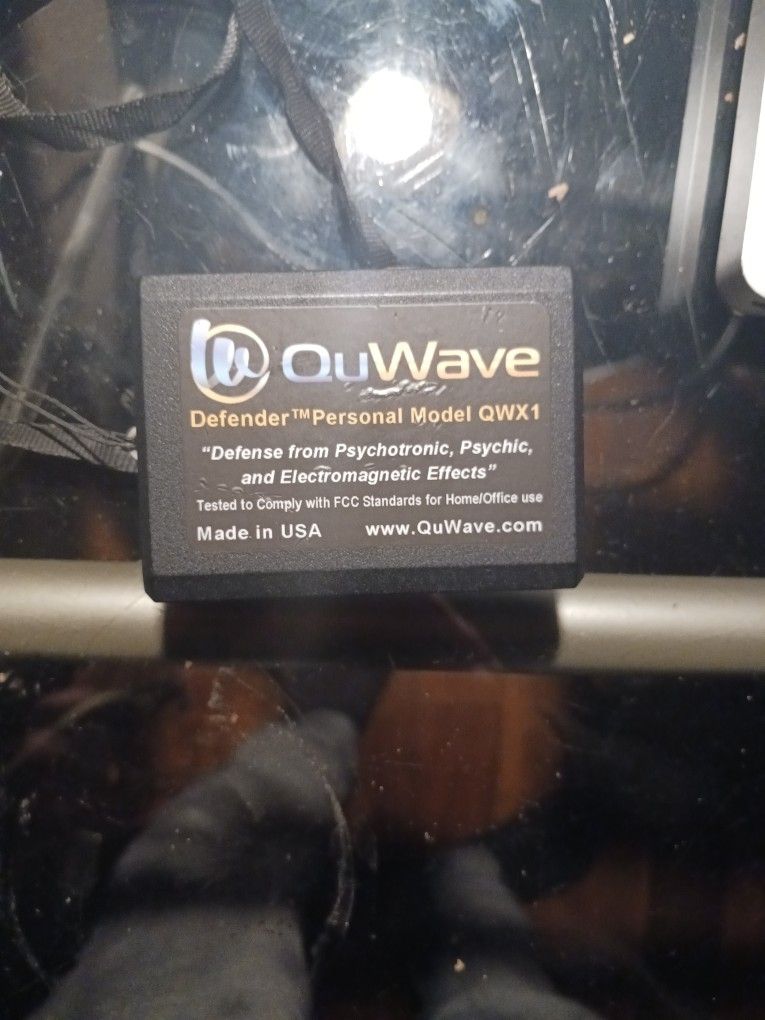 QuWave
Defender™Personal Model QWX1
“Defense from Psychotronic, Psychic,
and Electromagnetic Effects”
Tested to Comply with FCC Standards for Home/Office use
Made in USA www.QuWave.com